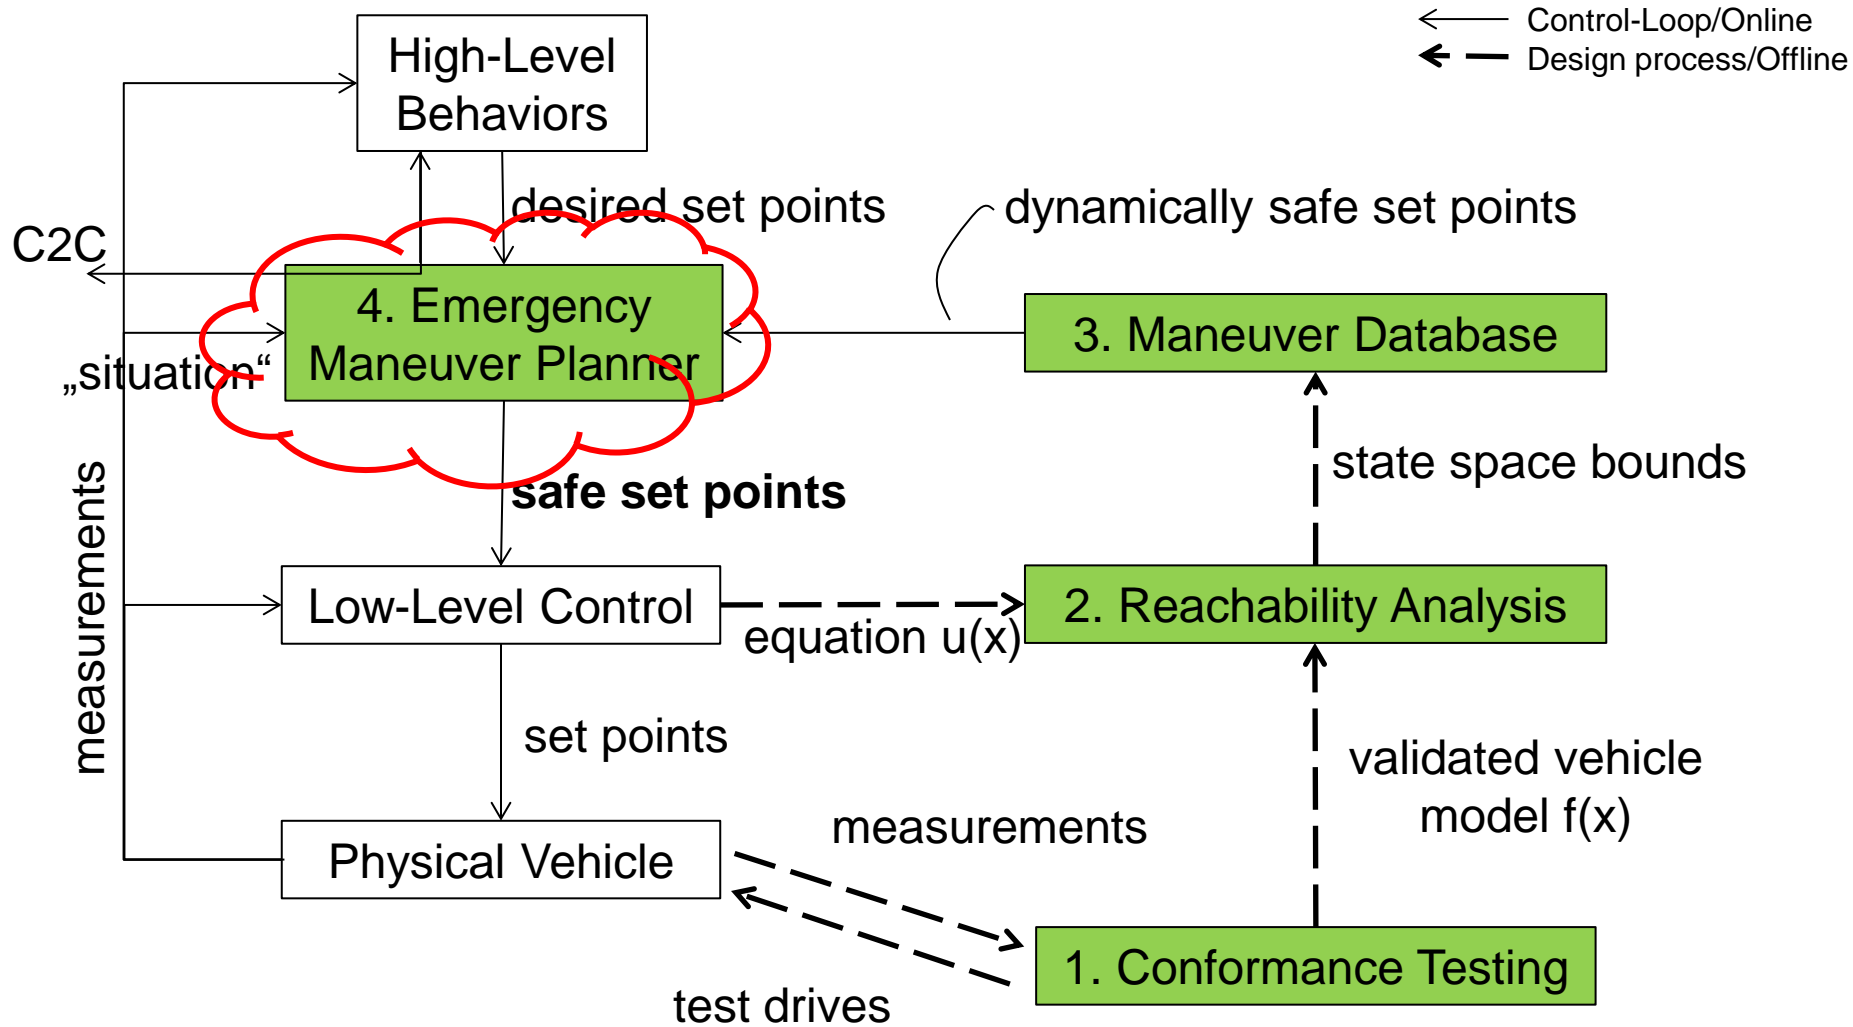 Control-Loop/Online
Design process/Offline
High-Level
Behaviors
desired set points
dynamically safe set points
C2C
4. Emergency
Maneuver Planner
3. Maneuver Database
„situation“
safe set points
state space bounds
measurements
Low-Level Control
equation u(x)
2. Reachability Analysis
set points
validated vehicle
model f(x)
Physical Vehicle
measurements
1. Conformance Testing
test drives